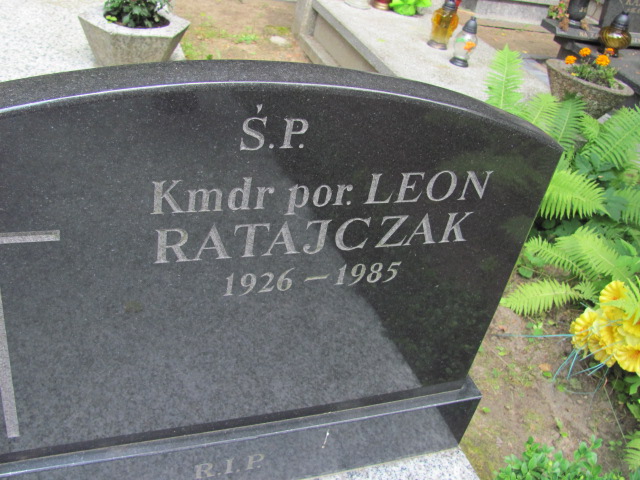 Ś.P.
Kmdr por. LEON
RATAJCZAK
1926 – 1985
R.I.P.